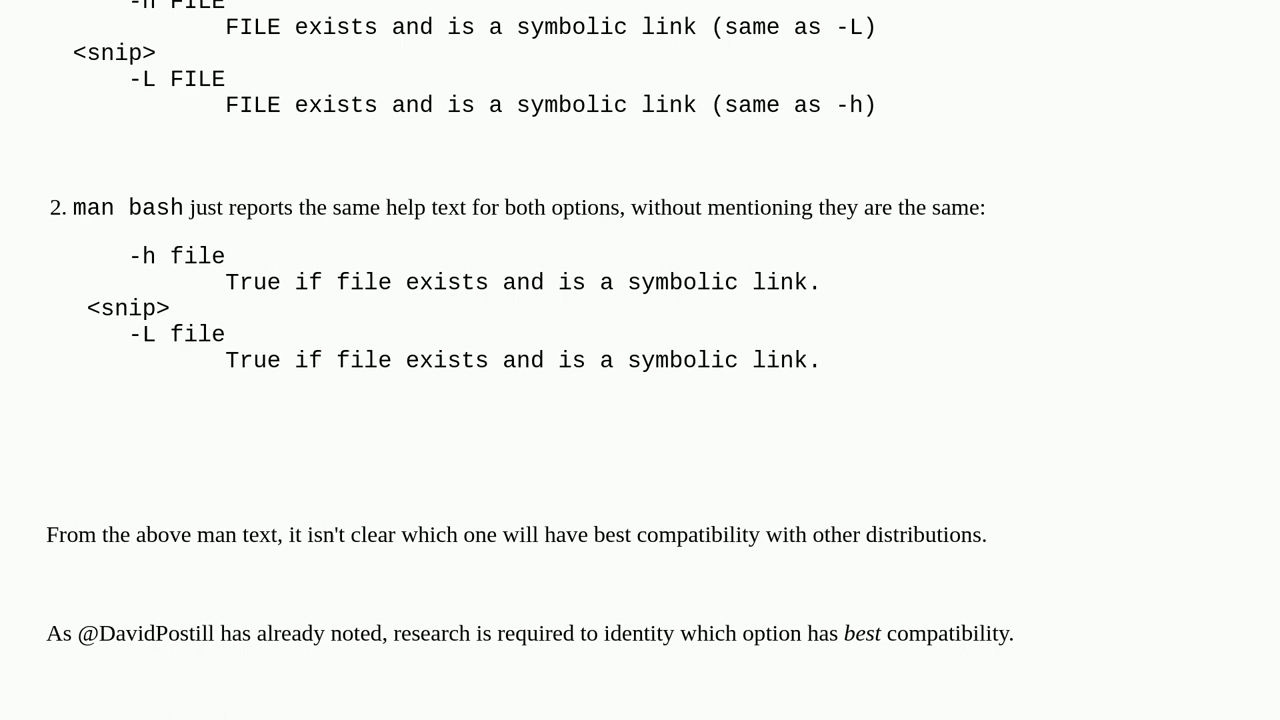 -h FILE
FILE exists and is a symbolic link (same as -L)
<snip>
-L FILE
FILE exists and is a symbolic link (same as -h)
2. man bash just reports the same help text for both options, without mentioning they are the same:
-h file
True if file exists and is a symbolic link.
<snip>
-L file
True if file exists and is a symbolic link.
From the above man text, it isn't clear which one will have best compatibility with other distributions.
As @DavidPostill has already noted, research is required to identity which option has best compatibility.